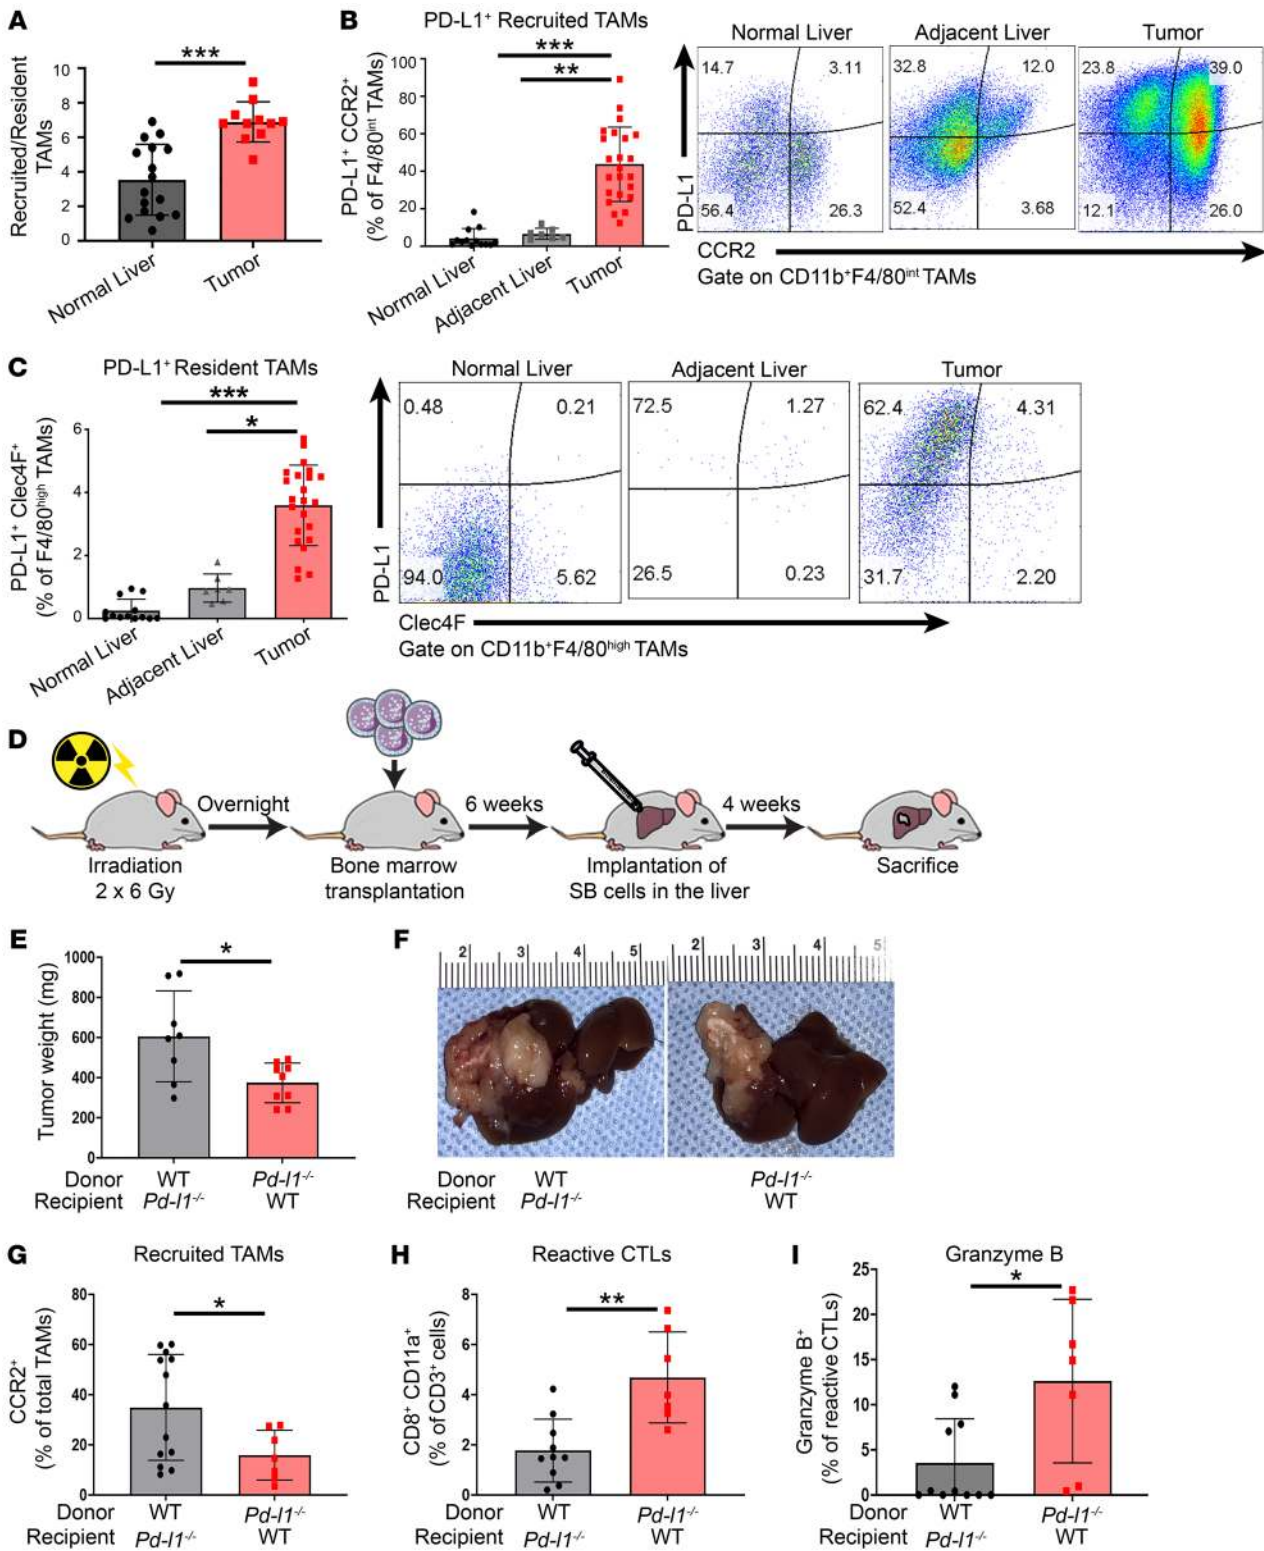 A
***
Recruited/Resident
TAMs
10
8
6
4
2
0
Normal Liver
Tumor
B
PD-L1+ Recruited TAMs
***
**
PD-L1+ CCR2+
(% of F4/80int TAMs)
100
80
60
40
20
0
Normal Liver
Adjacent Liver
Tumor
Normal Liver
Adjacent Liver
Tumor
14.7
3.11
56.4
26.3
32.8
12.0
52.4
3.68
23.8
39.0
12.1
26.0
PD-L1
CCR2
Gate on CD11b+F4/80int TAMs
C
PD-L1+ Resident TAMs
***
*
PD-L1+ Clec4F+
(% of F4/80high TAMs)
6
4
2
0
Normal Liver
Adjacent Liver
Tumor
Normal Liver
Adjacent Liver
Tumor
0.48
0.21
94.0
5.62
72.5
1.27
26.5
0.23
62.4
4.31
31.7
2.20
PD-L1
Clec4F
Gate on CD11b+F4/80high TAMs
D
Overnight
6 weeks
4 weeks
Irradiation
2 x 6 Gy
Bone marrow
transplantation
Implantation of
SB cells in the liver
Sacrifice
E
*
Tumor weight (mg)
1000
800
600
400
200
0
Donor WT Pd-l1-/-
Recipient Pd-l1-/- WT
F
2 3 4 5
2 3 4 5
Donor WT Pd-l1-/-
Recipient Pd-l1-/- WT
G
Recruited TAMs
*
CCR2+
(% of total TAMs)
80
60
40
20
0
Donor WT Pd-l1-/-
Recipient Pd-l1-/- WT
H
Reactive CTLs
**
CD8+ CD11a+
(% of CD3+ cells)
8
6
4
2
0
Donor WT Pd-l1-/-
Recipient Pd-l1-/- WT
I
Granzyme B
*
Granzyme B+
(% of reactive CTLs)
25
20
15
10
5
0
Donor WT Pd-l1-/-
Recipient Pd-l1-/- WT